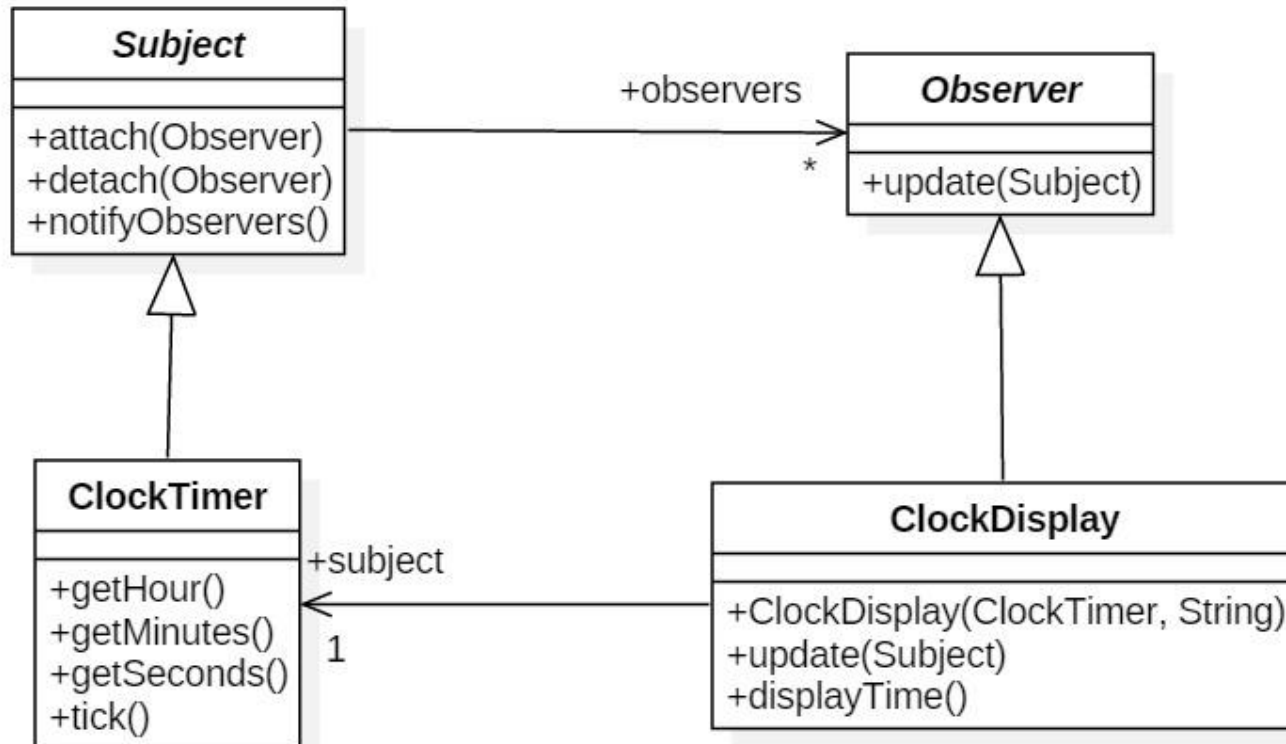 Subject
+attach(Observer)
+detach(Observer)
+notifyObservers()
+observers
*
Observer
+update(Subject)
ClockTimer
+getHour()
+getMinutes()
+getSeconds()
+tick()
+subject
1
ClockDisplay
+ClockDisplay(ClockTimer, String)
+update(Subject)
+displayTime()